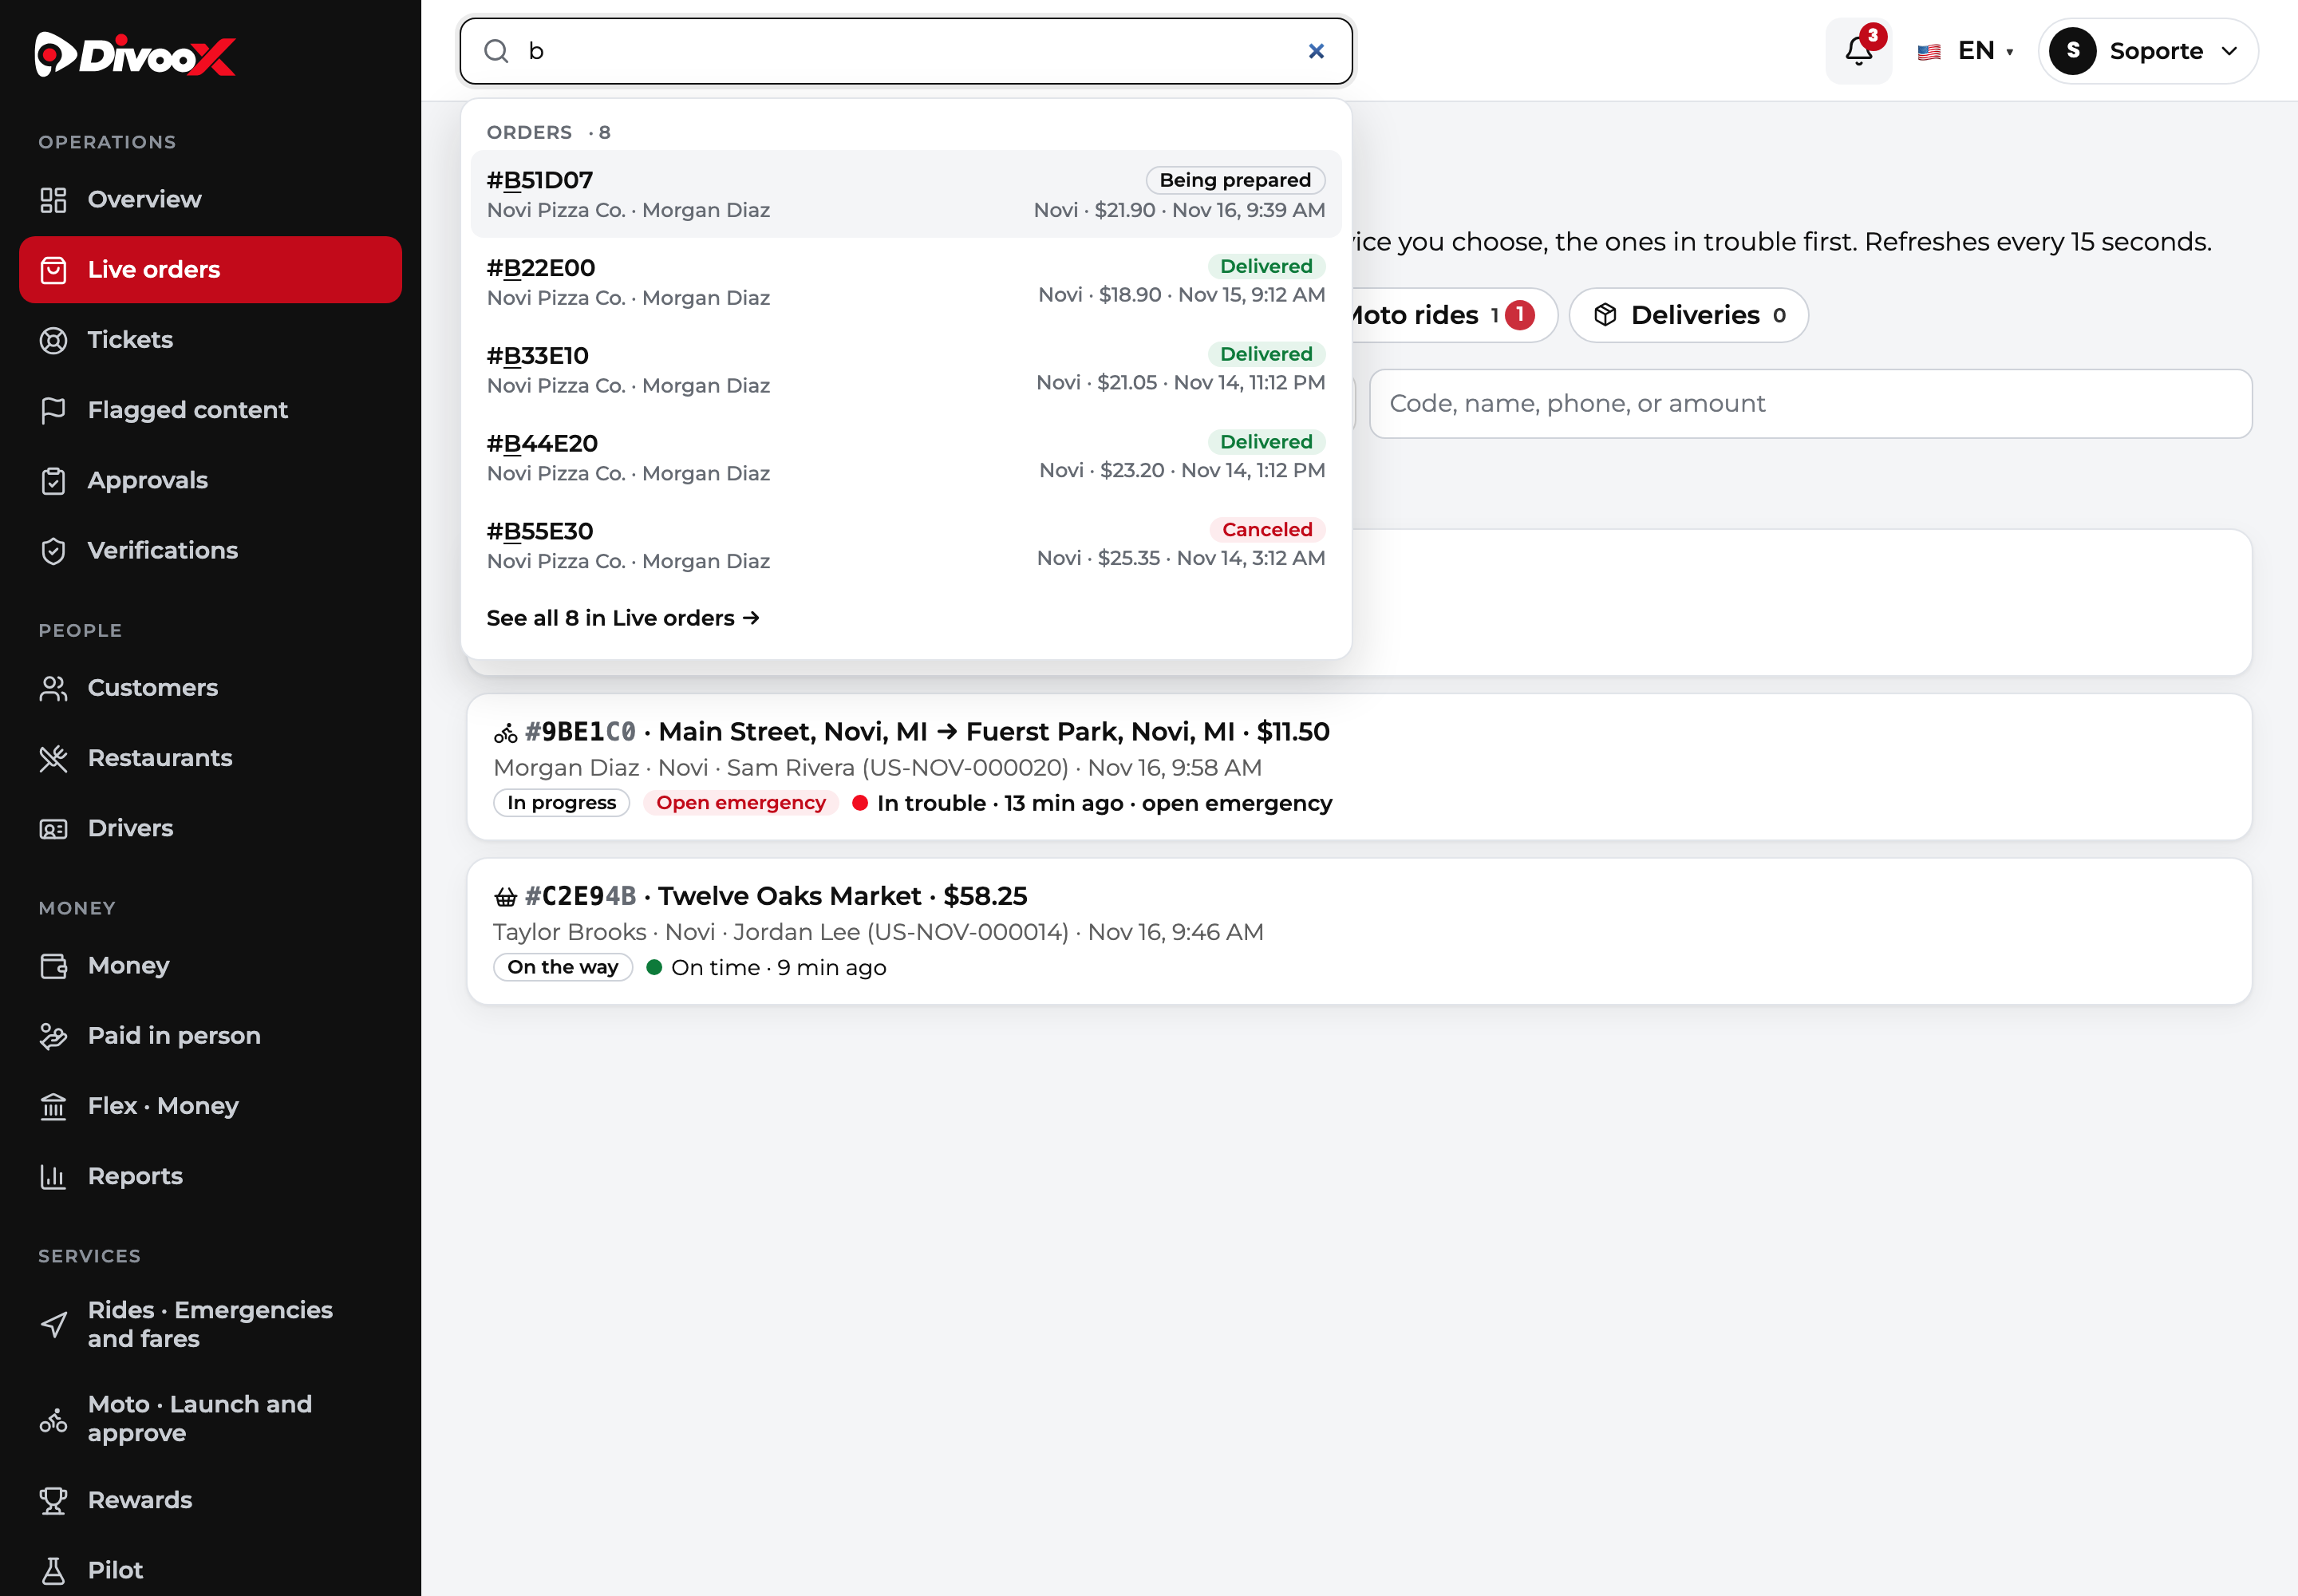 DivooX
OPERATIONS
Overview
Live orders
Tickets
Flagged content
Approvals
Verifications
PEOPLE
Customers
Restaurants
Drivers
MONEY
Money
Paid in person
Flex · Money
Reports
SERVICES
Rides · Emergencies
and fares
Moto · Launch and
approve
Rewards
Pilot
b
3
EN
S
Soporte
ORDERS · 8
#B51D07
Being prepared
Novi Pizza Co. · Morgan Diaz
Novi · $21.90 · Nov 16, 9:39 AM
#B22E00
Delivered
Novi Pizza Co. · Morgan Diaz
Novi · $18.90 · Nov 15, 9:12 AM
#B33E10
Delivered
Novi Pizza Co. · Morgan Diaz
Novi · $21.05 · Nov 14, 11:12 PM
#B44E20
Delivered
Novi Pizza Co. · Morgan Diaz
Novi · $23.20 · Nov 14, 1:12 PM
#B55E30
Canceled
Novi Pizza Co. · Morgan Diaz
Novi · $25.35 · Nov 14, 3:12 AM
See all 8 in Live orders →
you choose, the ones in trouble first. Refreshes every 15 seconds.
Moto rides 1 1
Deliveries 0
Code, name, phone, or amount
#9BE1C0 · Main Street, Novi, MI → Fuerst Park, Novi, MI · $11.50
Morgan Diaz · Novi · Sam Rivera (US-NOV-000020) · Nov 16, 9:58 AM
In progress
Open emergency
In trouble · 13 min ago · open emergency
#C2E94B · Twelve Oaks Market · $58.25
Taylor Brooks · Novi · Jordan Lee (US-NOV-000014) · Nov 16, 9:46 AM
On the way
On time · 9 min ago